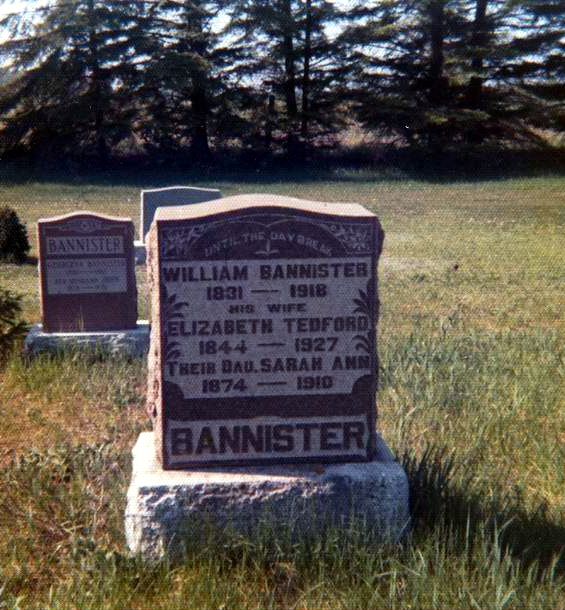 UNTIL THE DAY BREAK
WILLIAM BANNISTER
1831 — 1918
HIS WIFE
ELIZABETH TEDFORD
1844 — 1927
THEIR DAU. SARAH ANN
1874 — 1910
BANNISTER
BANNISTER